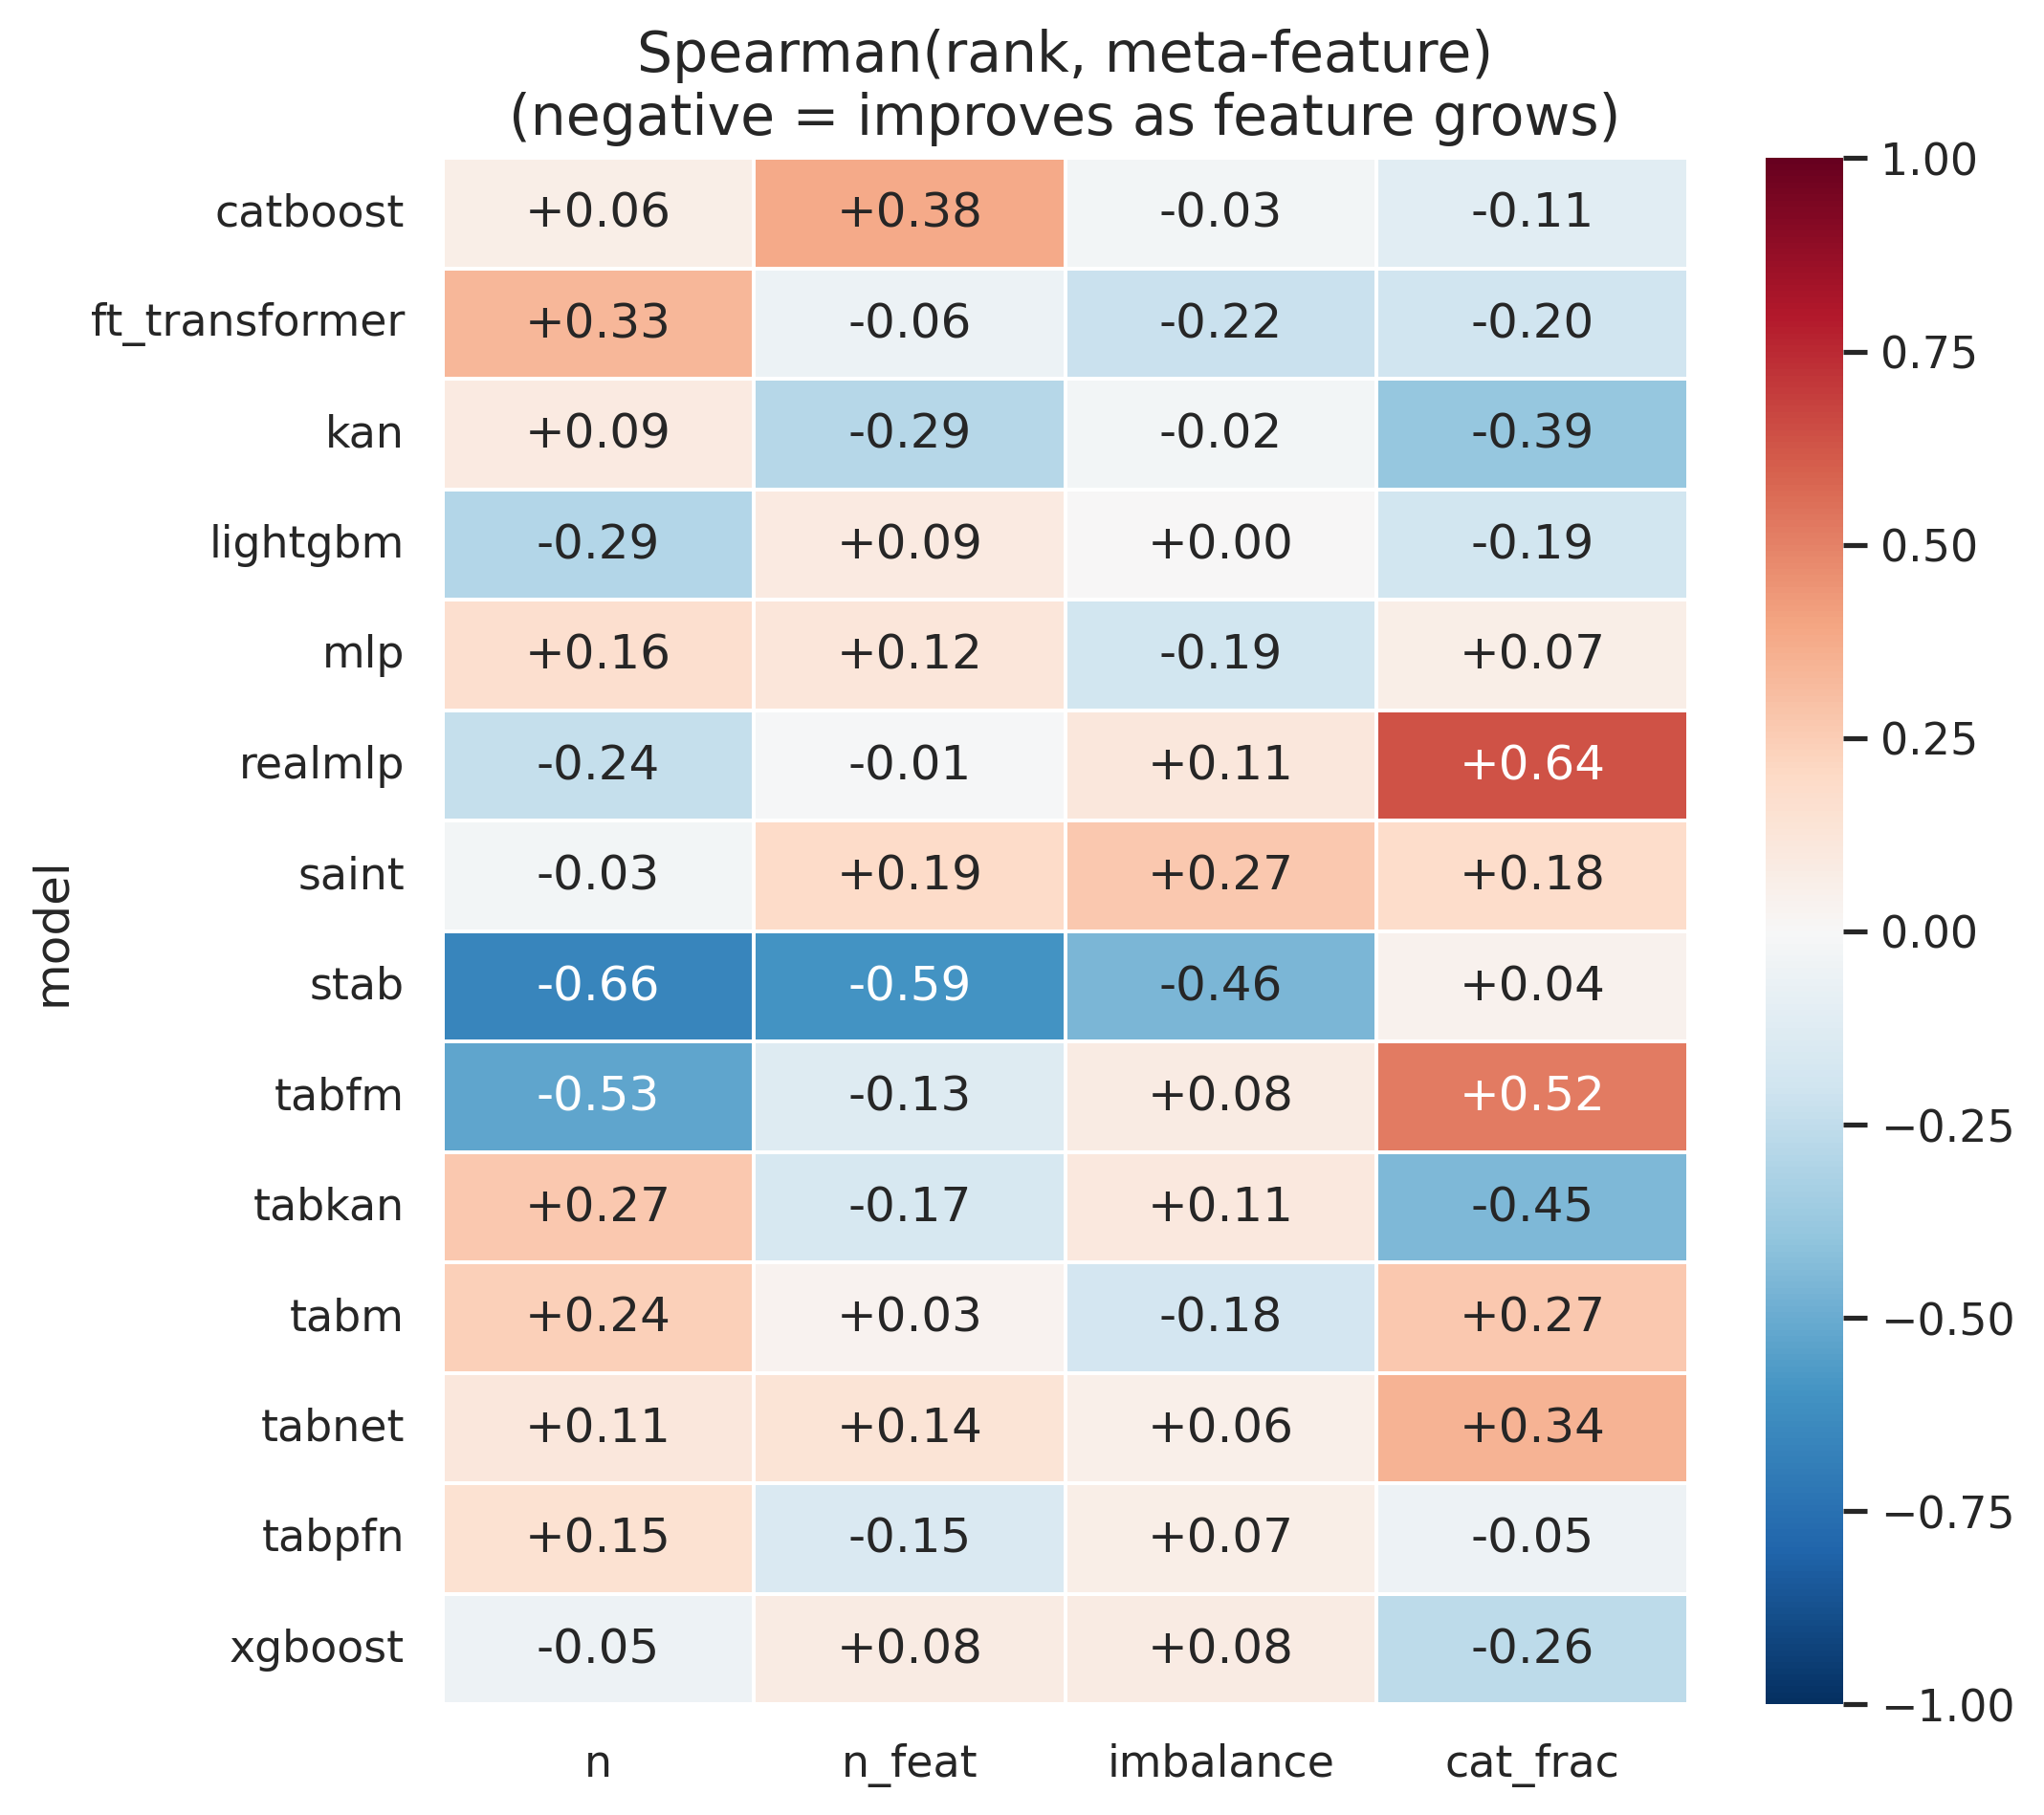 Spearman(rank, meta-feature)
(negative = improves as feature grows)
model
catboost +0.06 +0.38 -0.03 -0.11
ft_transformer +0.33 -0.06 -0.22 -0.20
kan +0.09 -0.29 -0.02 -0.39
lightgbm -0.29 +0.09 +0.00 -0.19
mlp +0.16 +0.12 -0.19 +0.07
realmlp -0.24 -0.01 +0.11 +0.64
saint -0.03 +0.19 +0.27 +0.18
stab -0.66 -0.59 -0.46 +0.04
tabfm -0.53 -0.13 +0.08 +0.52
tabkan +0.27 -0.17 +0.11 -0.45
tabm +0.24 +0.03 -0.18 +0.27
tabnet +0.11 +0.14 +0.06 +0.34
tabpfn +0.15 -0.15 +0.07 -0.05
xgboost -0.05 +0.08 +0.08 -0.26
n n_feat imbalance cat_frac
1.00
0.75
0.50
0.25
0.00
−0.25
−0.50
−0.75
−1.00